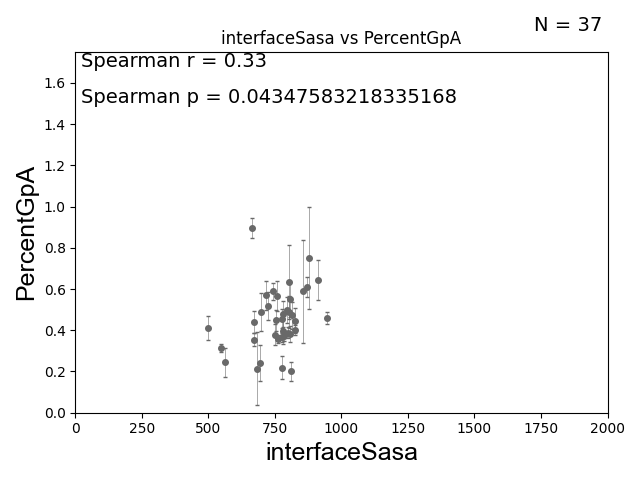 N = 37
interfaceSasa vs PercentGpA
Spearman r = 0.33
Spearman p = 0.04347583218335168
1.6
1.4
1.2
1.0
0.8
0.6
0.4
0.2
0.0
PercentGpA
0 250 500 750 1000 1250 1500 1750 2000
interfaceSasa